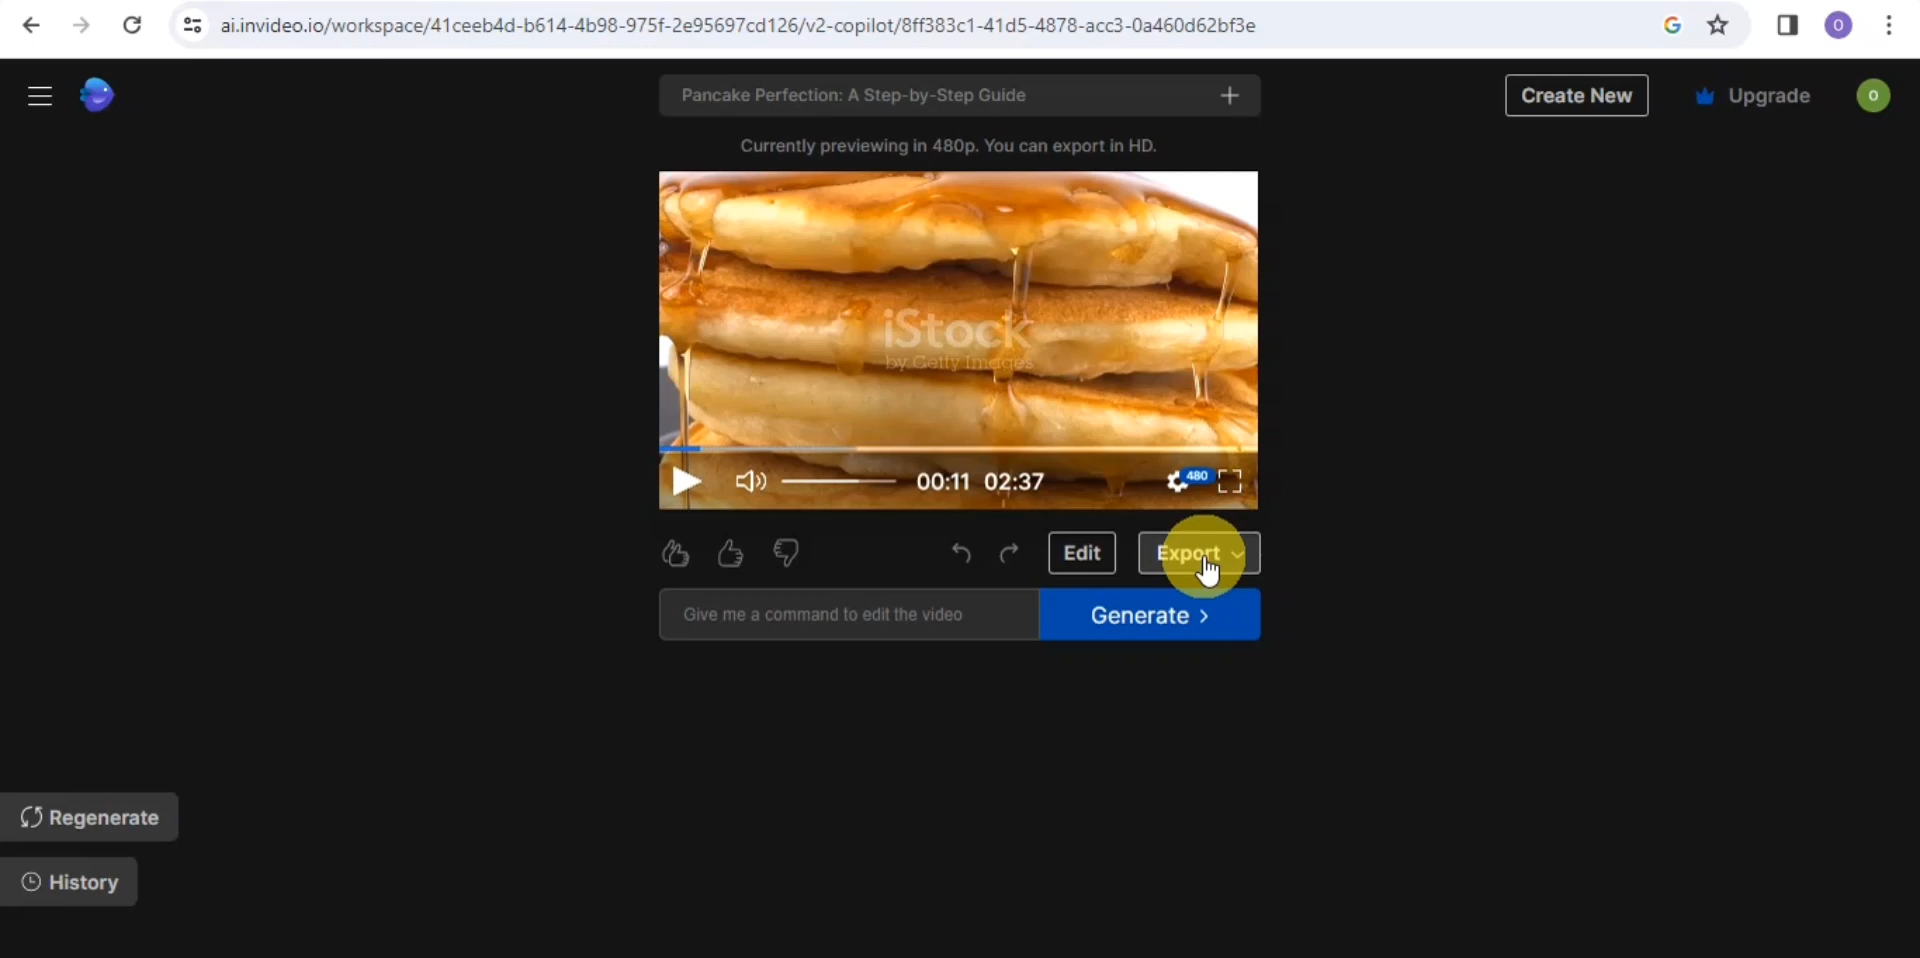 ai.invideo.io/workspace/41ceeb4d-b614-4b98-975f-2e95697cd126/v2-copilot/8ff383c1-41d5-4878-acc3-0a460d62bf3e
O
Pancake Perfection: A Step-by-Step Guide
Create New
Upgrade
O
Currently previewing in 480p. You can export in HD.
iStock
by Getty Images
00:11 02:37
480
Edit
Export
Give me a command to edit the video
Generate
Regenerate
History